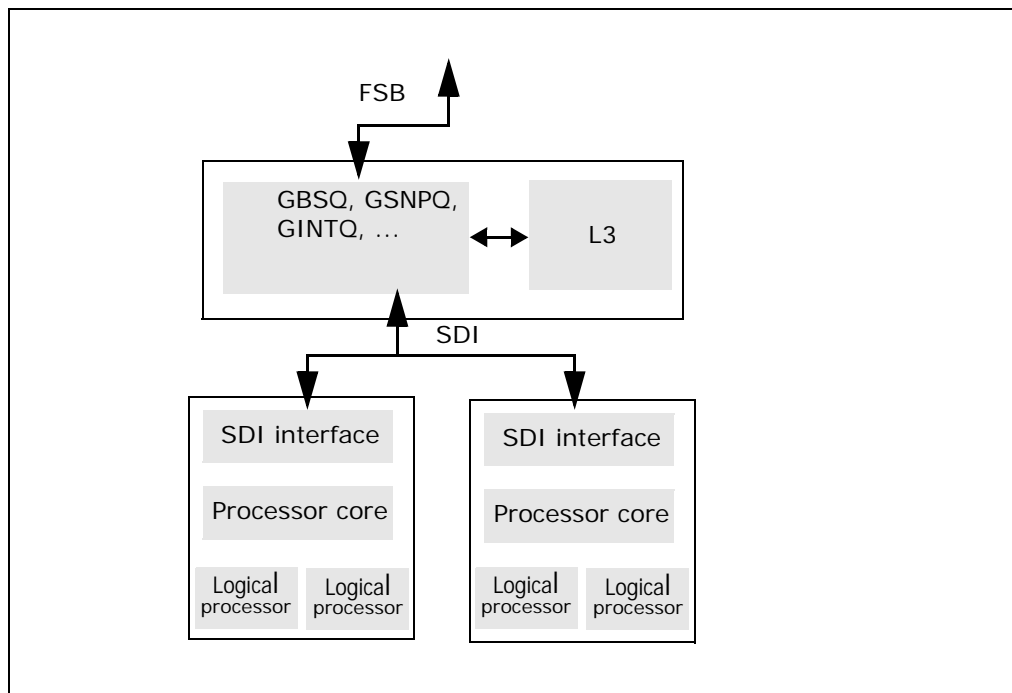 FSB
GBSQ, GSNPQ,
GINTQ, ...
L3
SDI
SDI interface
Processor core
Logical
processor
Logical
processor
SDI interface
Processor core
Logical
processor
Logical
processor